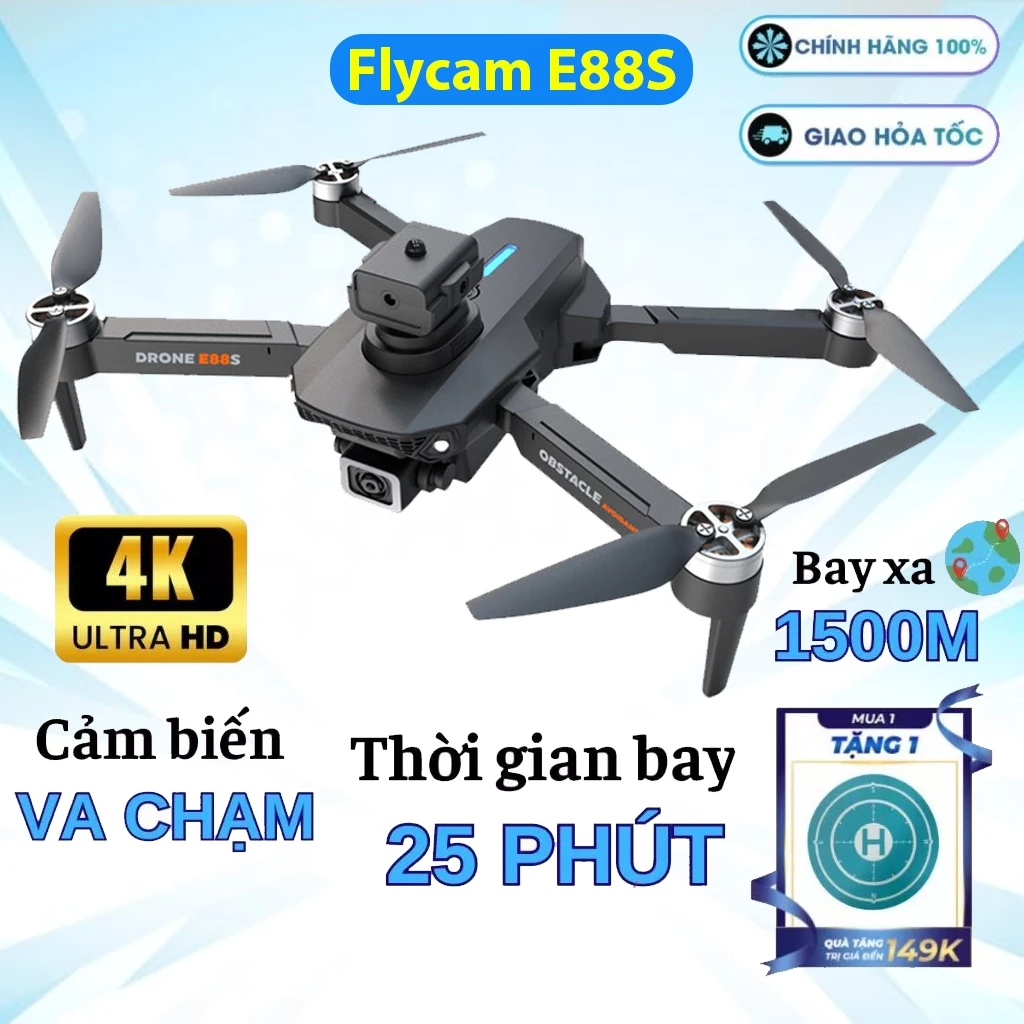 Flycam E88S
CHÍNH HÃNG 100%
GIAO HỎA TỐC
DRONE E88S
OBSTACLE AVOIDANCE
4K
ULTRA HD
Bay xa
1500M
Cảm biến
VA CHẠM
Thời gian bay
25 PHÚT
MUA 1
TẶNG 1
H
QUÀ TẶNG
TRỊ GIÁ ĐẾN 149K